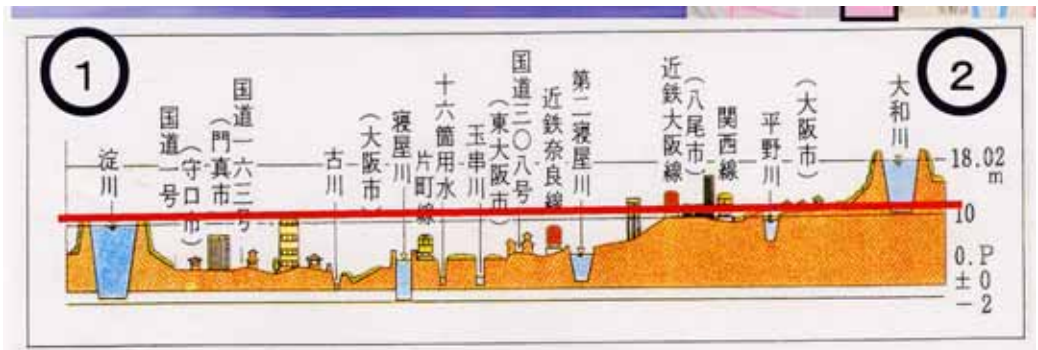 1
淀川
国道一号
(守口市)
(門真市)
国道一六三号
古川
(大阪市)
寝屋川
片町線
十六箇用水
玉串川
(東大阪市)
国道三〇八号
近鉄奈良線
第二寝屋川
近鉄大阪線
(八尾市)
関西線
平野川
(大阪市)
大和川
2
18.02
m
10
O.P
±0
−2